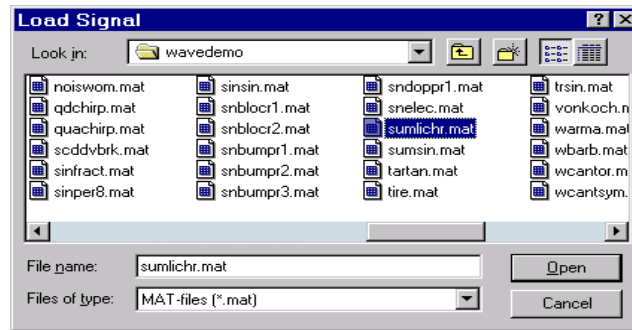 Load Signal
Look in: wavedemo
noiswom.mat sinsin.mat sndoppr1.mat trsin.mat
qdchirp.mat snblocr1.mat snelec.mat vonkoch.n
quachirp.mat snblocr2.mat sumlichr.mat warma.mat
scddvbrk.mat snbumpr1.mat sumsin.mat wbarb.mat
sinfract.mat snbumpr2.mat tartan.mat wcantor.m
sinper8.mat snbumpr3.mat tire.mat wcantsym.
File name: sumlichr.mat Open
Files of type: MAT-files (*.mat) Cancel